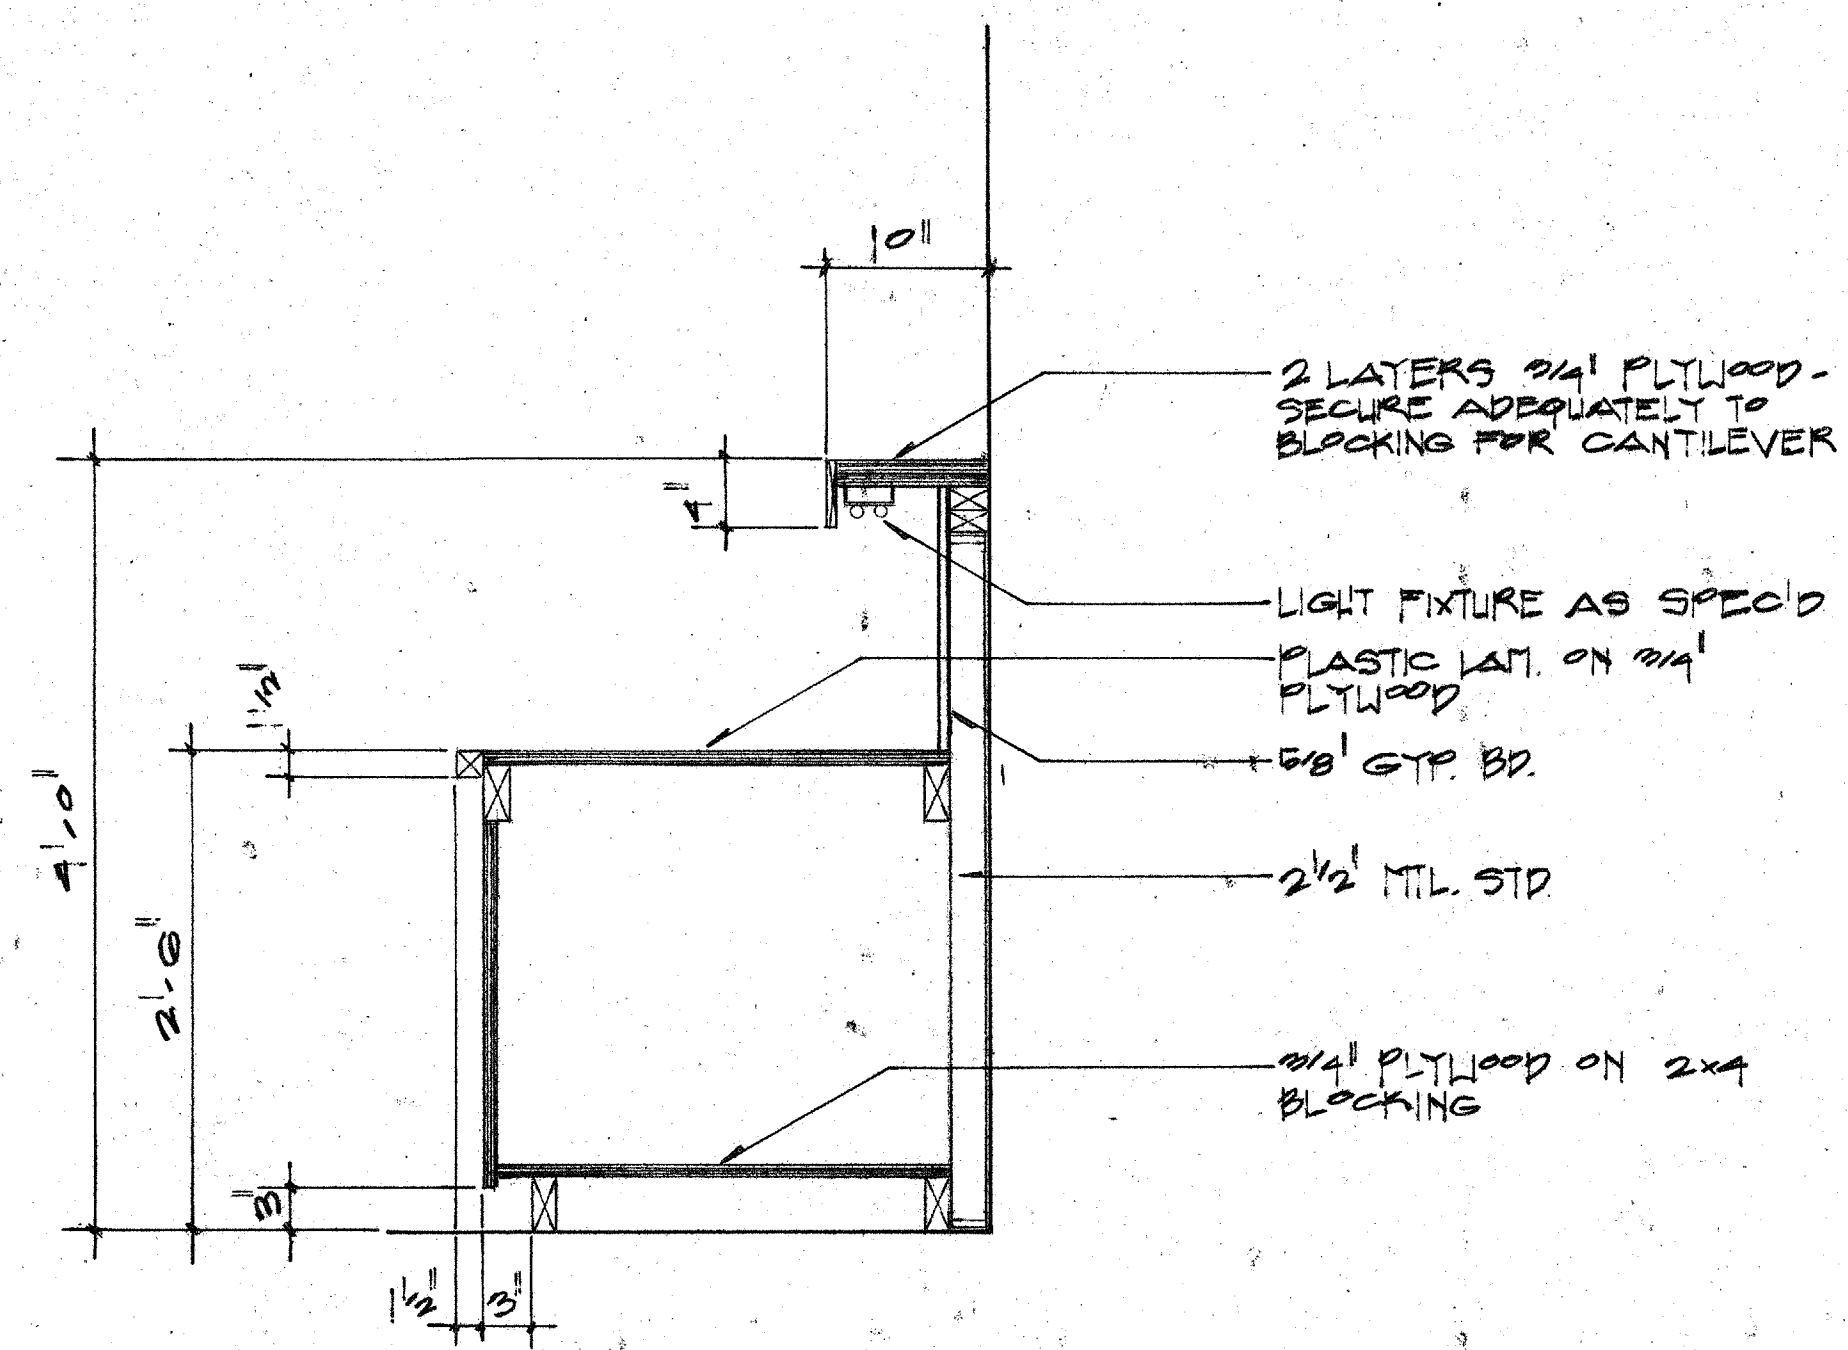 10"
2 LAYERS 3/4' PLYWOOD -
SECURE ADEQUATELY TO
BLOCKING FOR CANTILEVER
4"
LIGHT FIXTURE AS SPEC'D
PLASTIC LAM. ON 3/4'
PLYWOOD
1 1/2"
5/8' GYP. BD.
4'-0"
2 1/2' MTL. STD
2'-6"
3/4" PLYWOOD ON 2x4
BLOCKING
3"
1 1/2" 3"